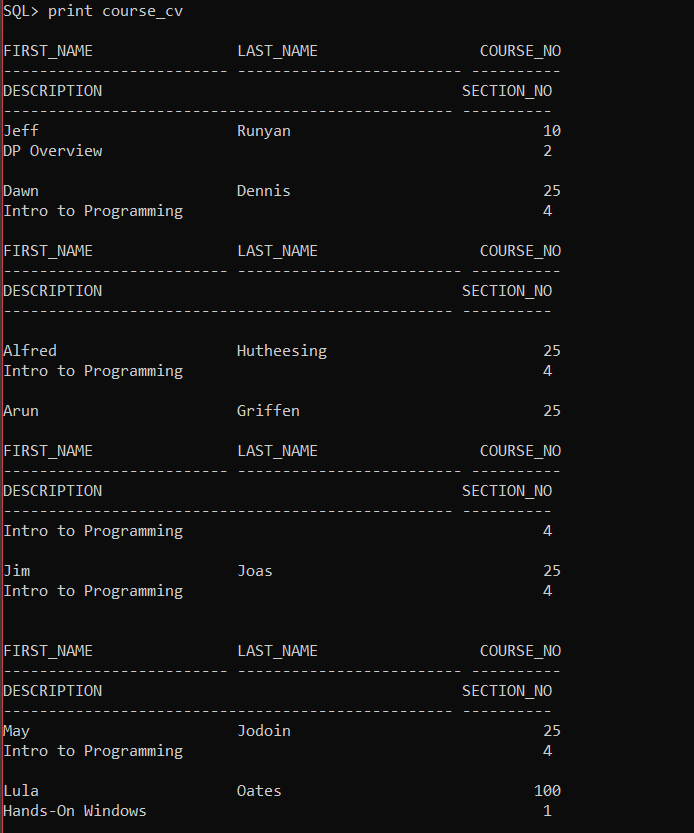 SQL> print course_cv
FIRST_NAME                LAST_NAME                  COURSE_NO
------------------------- ------------------------- ----------
DESCRIPTION                                        SECTION_NO
-------------------------------------------------- ----------
Jeff                      Runyan                            10
DP Overview                                                 2
Dawn                      Dennis                            25
Intro to Programming                                        4
FIRST_NAME                LAST_NAME                  COURSE_NO
------------------------- ------------------------- ----------
DESCRIPTION                                        SECTION_NO
-------------------------------------------------- ----------
Alfred                    Hutheesing                        25
Intro to Programming                                        4
Arun                      Griffen                           25
FIRST_NAME                LAST_NAME                  COURSE_NO
------------------------- ------------------------- ----------
DESCRIPTION                                        SECTION_NO
-------------------------------------------------- ----------
Intro to Programming                                        4
Jim                       Joas                              25
Intro to Programming                                        4
FIRST_NAME                LAST_NAME                  COURSE_NO
------------------------- ------------------------- ----------
DESCRIPTION                                        SECTION_NO
-------------------------------------------------- ----------
May                       Jodoin                            25
Intro to Programming                                        4
Lula                      Oates                            100
Hands-On Windows                                            1